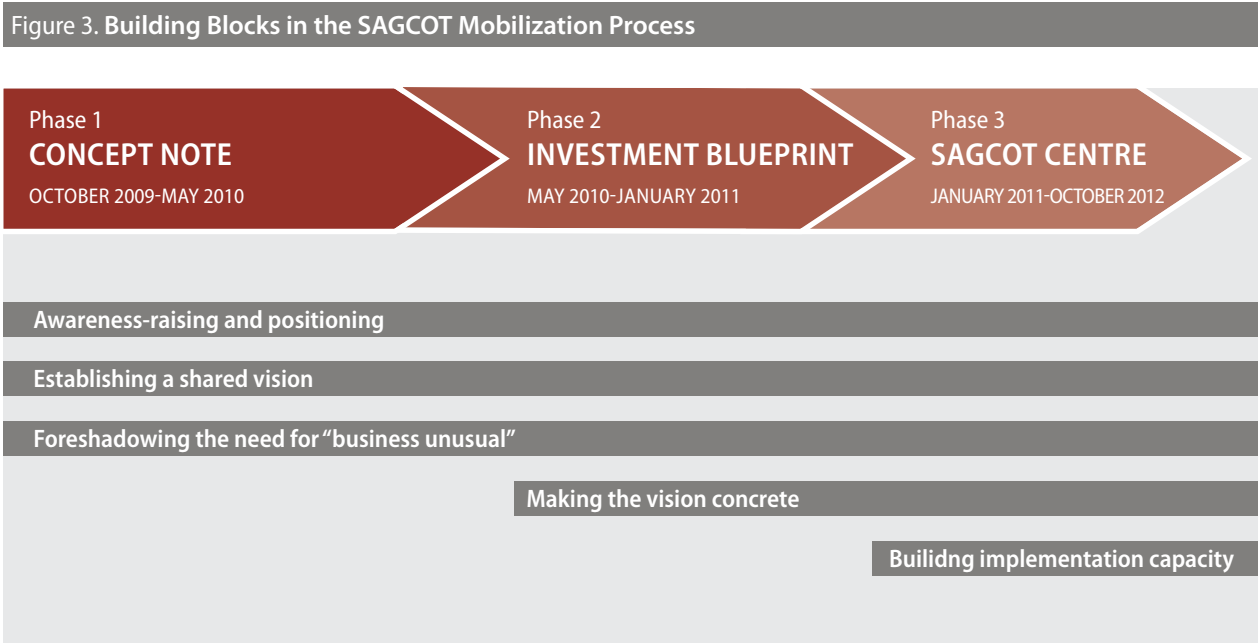 Figure 3. Building Blocks in the SAGCOT Mobilization Process
Phase 1
CONCEPT NOTE
OCTOBER 2009-MAY 2010
Phase 2
INVESTMENT BLUEPRINT
MAY 2010-JANUARY 2011
Phase 3
SAGCOT CENTRE
JANUARY 2011-OCTOBER 2012
Awareness-raising and positioning
Establishing a shared vision
Foreshadowing the need for “business unusual”
Making the vision concrete
Builidng implementation capacity